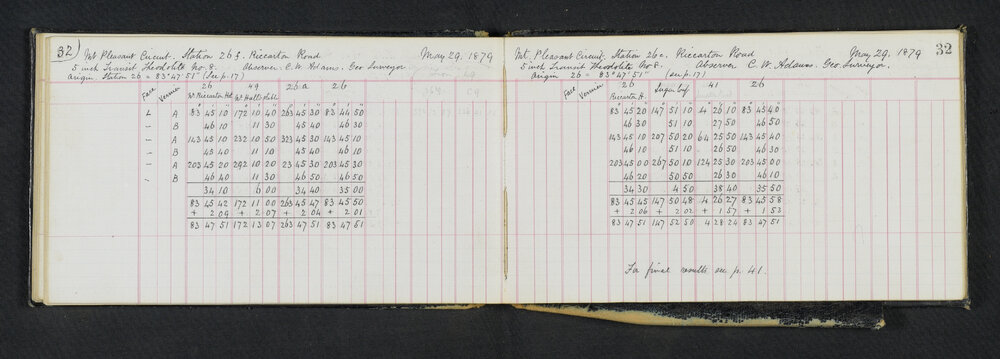 32)
Mt Pleasant Circuit. Station 26 f. Riccarton Road May 29. 1879
5 inch Transit Theodolite No. 8. Observer. C. W. Adams. Geo. Surveyor
Origin Station 26 = 83° 47' 51" (See p. 17)
Face Vernier 26 49 26 a 26
W. Riccarton Hot W. Halls Stable
L A 83 45 10 172 10 40 263 45 30 83 44 50
- B 46 10 11 30 45 40 46 30
143 45 10 232 10 50 323 45 30 143 45 10
- A
- B 45 40 11 10 45 40 46 10
- A 203 45 20 292 10 20 23 45 30 203 45 30
- B 46 40 11 30 46 50 46 50
34 10 6 00 34 40 35 00
83 45 42 172 11 00 263 45 47 83 45 50
+ 2 09 + 2 07 + 2 04 + 2 01
83 47 51 172 13 07 263 47 51 83 47 51
32
Mt. Pleasant Circuit. Station 26 c. Riccarton Road May 29. 1879
5 inch Transit Theodolite No. 8. Observer C. W. Adams. Geo. Surveyor.
Origin 26 = 83° 47' 51" (see p. 17)
Face Vernier 26 Sugar Loaf 41 26
Riccarton H.
83 45 20 147 51 10 4 26 10 83 45 40
46 30 51 10 27 50 46 50
143 45 10 207 50 20 64 25 50 143 45 40
46 10 51 10 26 50 46 30
203 45 00 267 50 10 124 25 30 203 45 00
46 20 50 50 26 30 46 10
34 30 4 50 38 40 35 50
83 45 45 147 50 48 4 26 27 83 45 58
+ 2 06 + 2 02 + 1 57 + 1 53
83 47 51 147 52 50 4 28 24 83 47 51
For final results see p. 41.